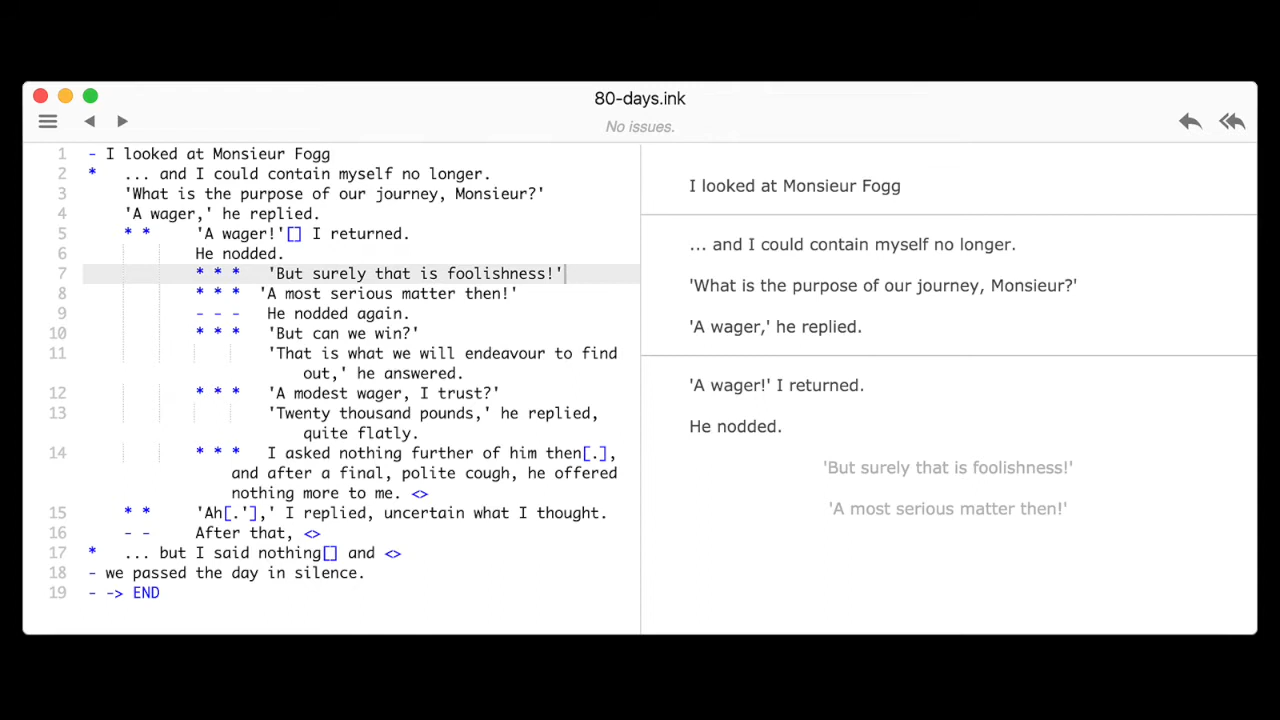 80-days.ink
No issues.
1 - I looked at Monsieur Fogg
2 * ... and I could contain myself no longer.
3 'What is the purpose of our journey, Monsieur?'
4 'A wager,' he replied.
5 * * 'A wager!'[] I returned.
6 He nodded.
7 * * * 'But surely that is foolishness!'
8 * * * 'A most serious matter then!'
9 - - - He nodded again.
10 * * * 'But can we win?'
11 'That is what we will endeavour to find
out,' he answered.
12 * * * 'A modest wager, I trust?'
13 'Twenty thousand pounds,' he replied,
quite flatly.
14 * * * I asked nothing further of him then[.],
and after a final, polite cough, he offered
nothing more to me. <>
15 * * 'Ah[.'],' I replied, uncertain what I thought.
16 - - After that, <>
17 * ... but I said nothing[] and <>
18 - we passed the day in silence.
19 - -> END
I looked at Monsieur Fogg
... and I could contain myself no longer.
'What is the purpose of our journey, Monsieur?'
'A wager,' he replied.
'A wager!' I returned.
He nodded.
'But surely that is foolishness!'
'A most serious matter then!'